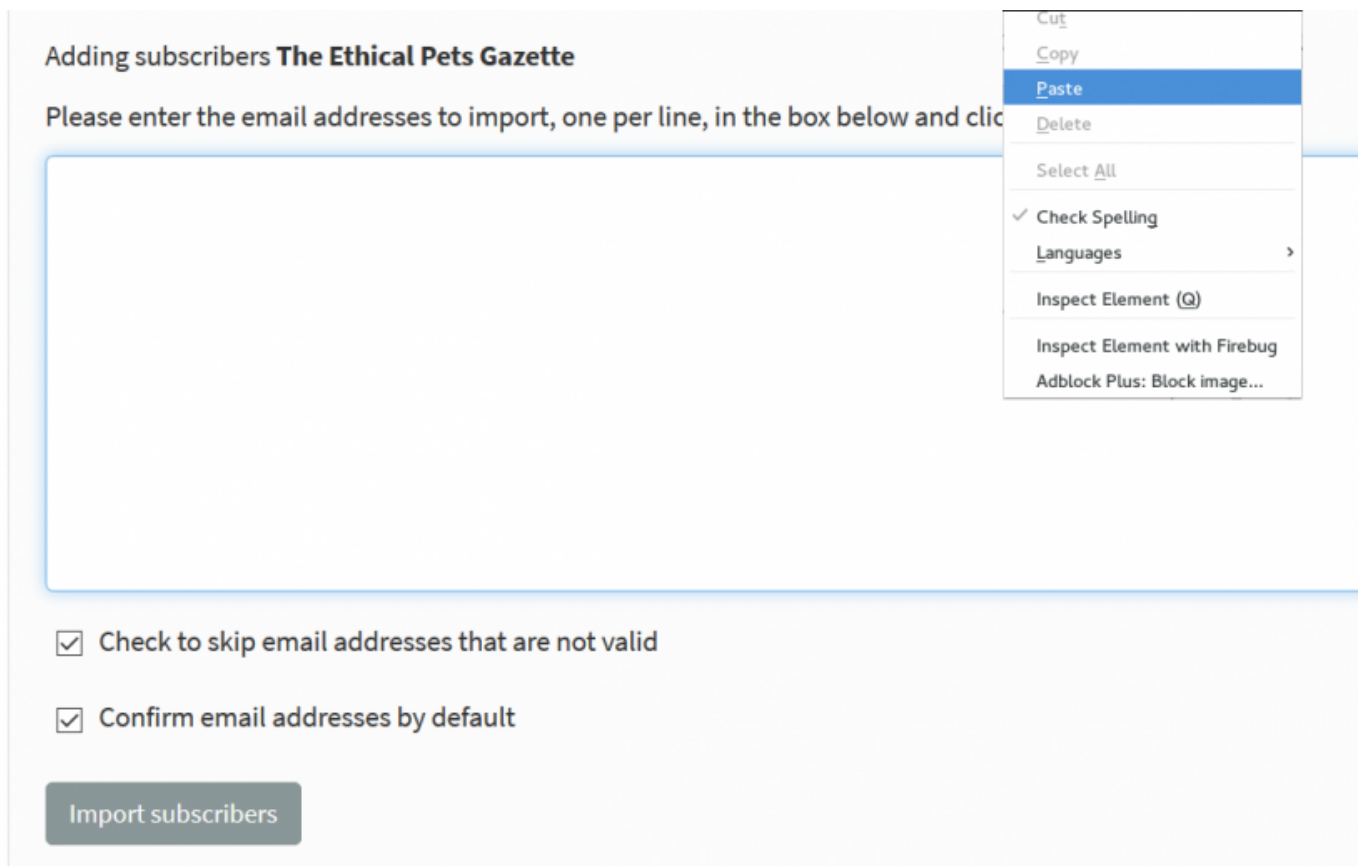 Adding subscribers The Ethical Pets Gazette
Please enter the email addresses to import, one per line, in the box below and
Cut
Copy
Paste
Delete
Select All
Check Spelling
Languages
Inspect Element (Q)
Inspect Element with Firebug
Adblock Plus: Block image...
Check to skip email addresses that are not valid
Confirm email addresses by default
Import subscribers